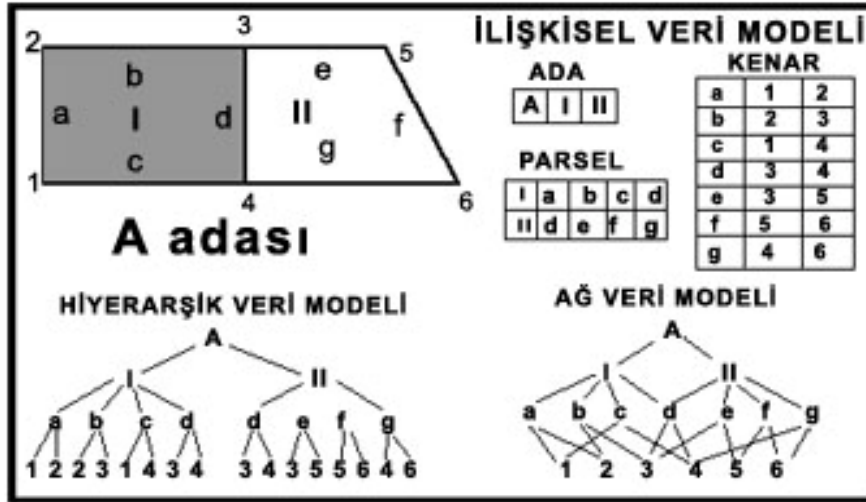 2 3 5
b e
a I d II f
c g
1 4 6
A adası
İLİŞKİSEL VERİ MODELİ
ADA
A I II
PARSEL
I a b c d
II d e f g
KENAR
a 1 2
b 2 3
c 1 4
d 3 4
e 3 5
f 5 6
g 4 6
HİYERARŞİK VERİ MODELİ
A
I II
a b c d d e f g
1 2 2 3 1 4 3 4 3 4 3 5 5 6 4 6
AĞ VERİ MODELİ
A
I II
a b c d e f g
1 2 3 4 5 6